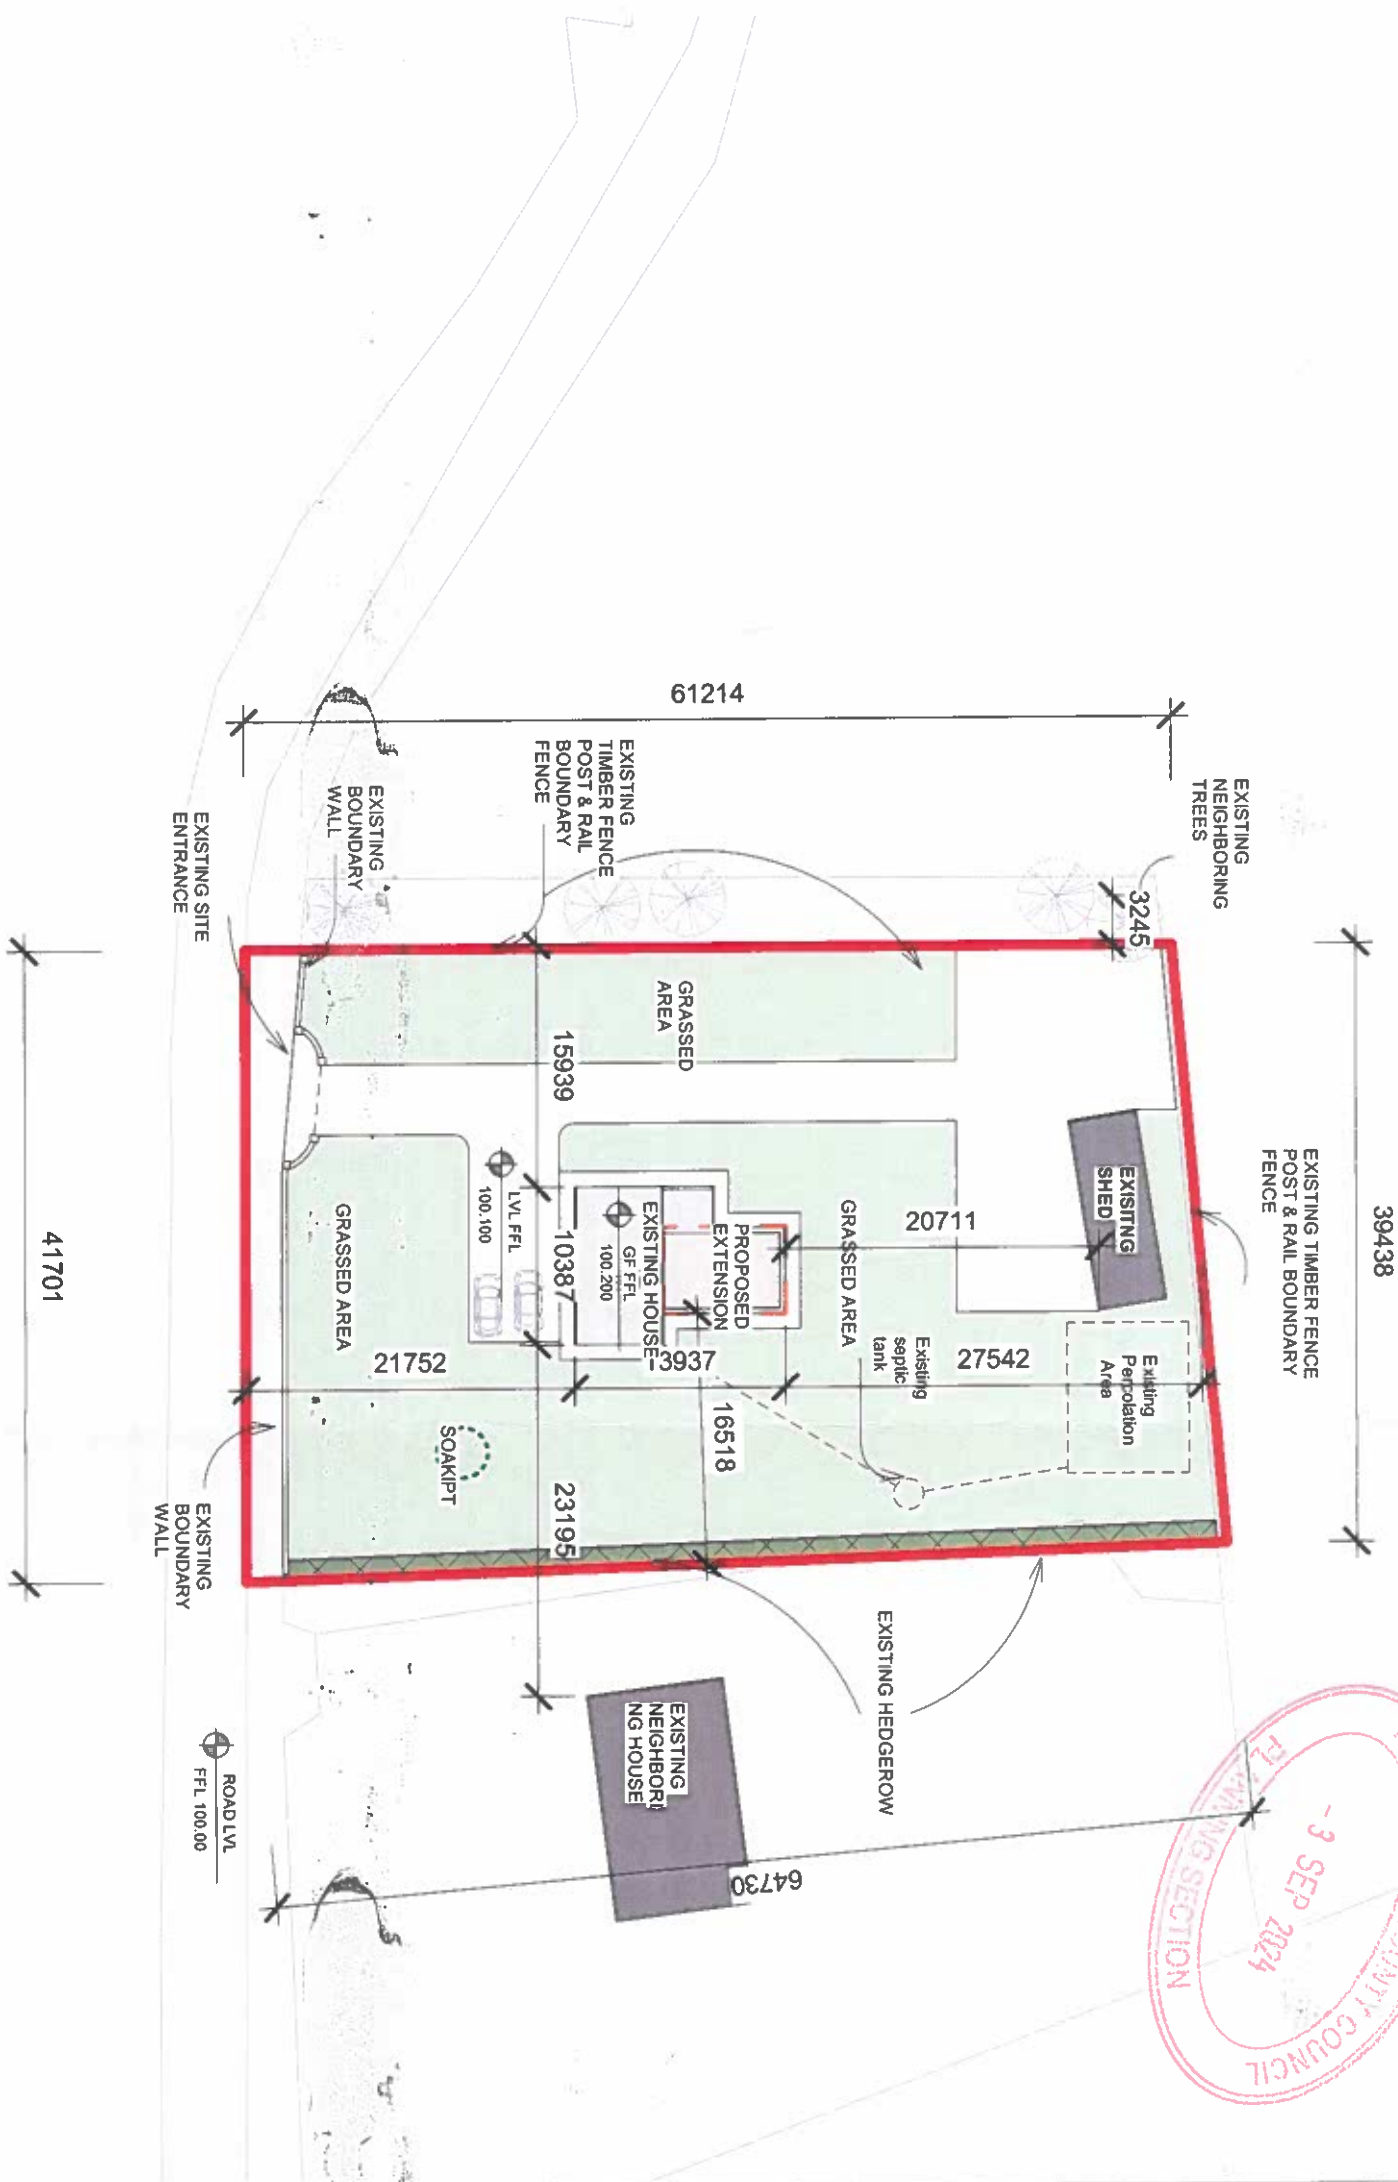 61214
EXISTING
NEIGHBORING
TREES
3245
39438
EXISTING TIMBER FENCE
POST & RAIL BOUNDARY
FENCE
EXISTING
TIMBER FENCE
POST & RAIL
BOUNDARY
FENCE
EXISTING
BOUNDARY
WALL
EXISTING SITE
ENTRANCE
GRASSED
AREA
15939
EXISITNG
SHED
20711
GRASSED AREA
PROPOSED
EXTENSION
EXISTING HOUSE
GF FFL
100.200
10387
LVL FFL
100.100
GRASSED AREA
41701
21752
3937
27542
Existing
septic
tank
Existing
Percolation
Area
16518
SOAKIPT
23195
EXISTING
BOUNDARY
WALL
EXISTING HEDGEROW
EXISTING
NEIGHBORI
NG HOUSE
64730
ROAD LVL
FFL 100.00
COUNCIL
- 3 SEP 2024
PLANNING SECTION